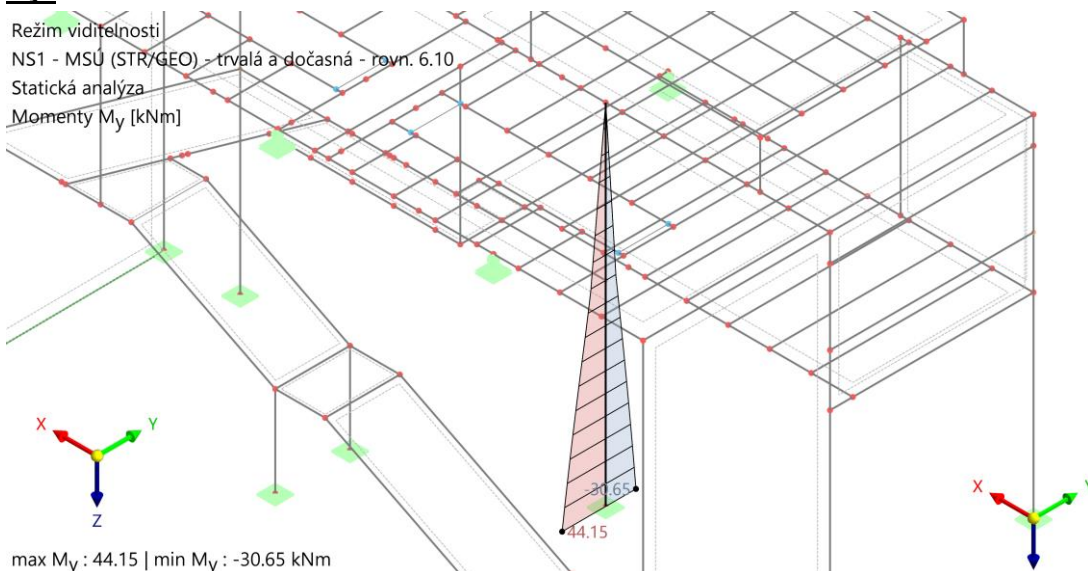 Režim viditelnosti
NS1 - MSÚ (STR/GEO) - trvalá a dočasná - rovn. 6.10
Statická analýza
Momenty My [kNm]
X
Y
Z
-30.65
44.15
X
Y
max My : 44.15 | min My : -30.65 kNm